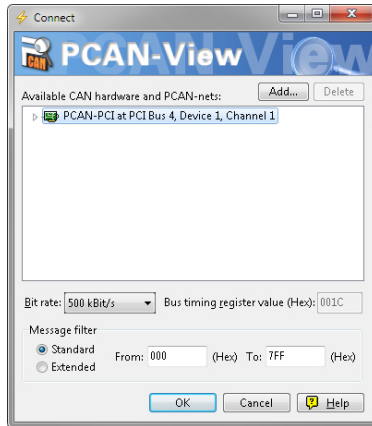 Connect
PCAN-View
Available CAN hardware and PCAN-nets:
Add...
Delete
PCAN-PCI at PCI Bus 4, Device 1, Channel 1
Bit rate: 500 kBit/s
Bus timing register value (Hex): 001C
Message filter
Standard
Extended
From: 000 (Hex) To: 7FF (Hex)
OK
Cancel
Help